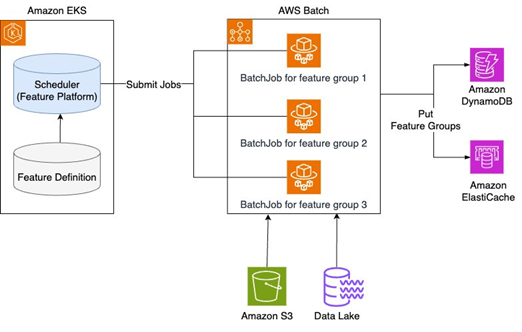 Amazon EKS
AWS Batch
Scheduler
(Feature Platform)
Submit Jobs
Feature Definition
BatchJob for feature group 1
BatchJob for feature group 2
BatchJob for feature group 3
Put
Feature Groups
Amazon
DynamoDB
Amazon
ElastiCache
Amazon S3
Data Lake